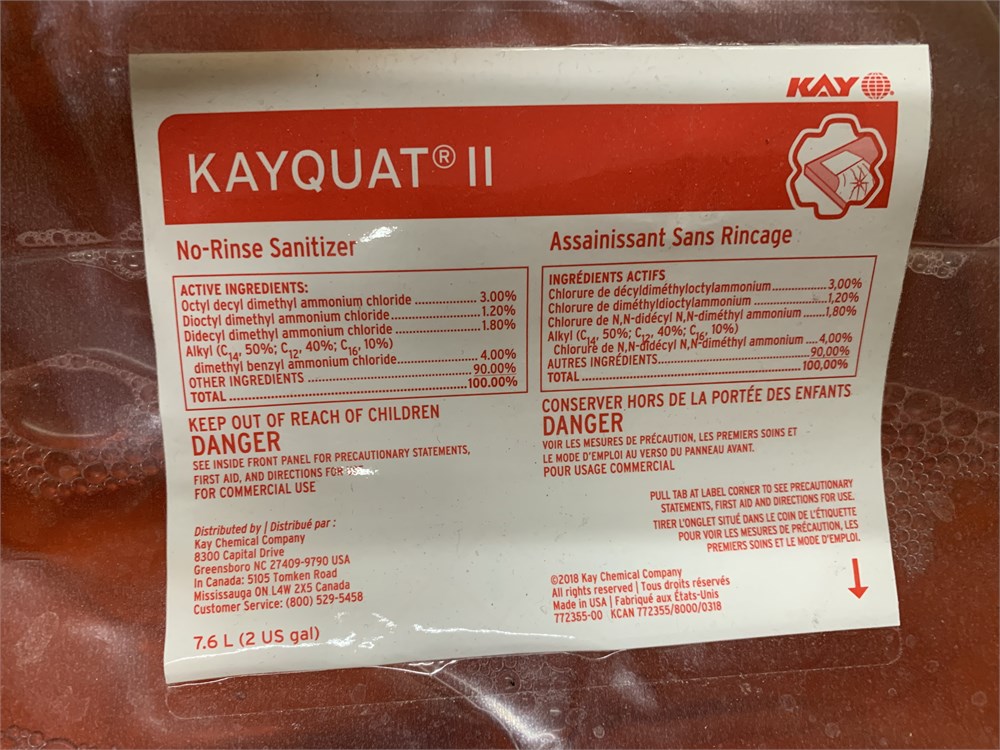 KAY
KAYQUAT® II
No-Rinse Sanitizer
ACTIVE INGREDIENTS:
Octyl decyl dimethyl ammonium chloride ................ 3.00%
Dioctyl dimethyl ammonium chloride..................... 1.20%
Didecyl dimethyl ammonium chloride .................... 1.80%
Alkyl (C14, 50%; C12, 40%; C16, 10%)
dimethyl benzyl ammonium chloride.................... 4.00%
OTHER INGREDIENTS ........................................ 90.00%
TOTAL ............................................................ 100.00%
KEEP OUT OF REACH OF CHILDREN
DANGER
SEE INSIDE FRONT PANEL FOR PRECAUTIONARY STATEMENTS,
FIRST AID, AND DIRECTIONS FOR
FOR COMMERCIAL USE
Distributed by | Distribué par :
Kay Chemical Company
8300 Capital Drive
Greensboro NC 27409-9790 USA
In Canada: 5105 Tomken Road
Mississauga ON L4W 2X5 Canada
Customer Service: (800) 529-5458
7.6 L (2 US gal)
Assainissant Sans Rincage
INGRÉDIENTS ACTIFS
Chlorure de décyldiméthyloctylammonium................ 3,00%
Chlorure de diméthyldioctylammonium .................... 1,20%
Chlorure de N,N-didécyl N,N-diméthyl ammonium ....... 1,80%
Alkyl (C14, 50%; C12, 40%; C16, 10%)
Chlorure de N,N-didécyl N,N-diméthyl ammonium .... 4,00%
AUTRES INGRÉDIENTS........................................ 90,00%
TOTAL ............................................................ 100,00%
CONSERVER HORS DE LA PORTÉE DES ENFANTS
DANGER
VOIR LES MESURES DE PRÉCAUTION, LES PREMIERS SOINS ET
LE MODE D'EMPLOI AU VERSO DU PANNEAU AVANT.
POUR USAGE COMMERCIAL
PULL TAB AT LABEL CORNER TO SEE PRECAUTIONARY
STATEMENTS, FIRST AID AND DIRECTIONS FOR USE.
TIRER L'ONGLET SITUÉ DANS LE COIN DE L'ÉTIQUETTE
POUR VOIR LES MESURES DE PRÉCAUTION, LES
PREMIERS SOINS ET LE MODE D'EMPLOI.
©2018 Kay Chemical Company
All rights reserved | Tous droits réservés
Made in USA | Fabriqué aux États-Unis
772355-00 KCAN 772355/8000/0318